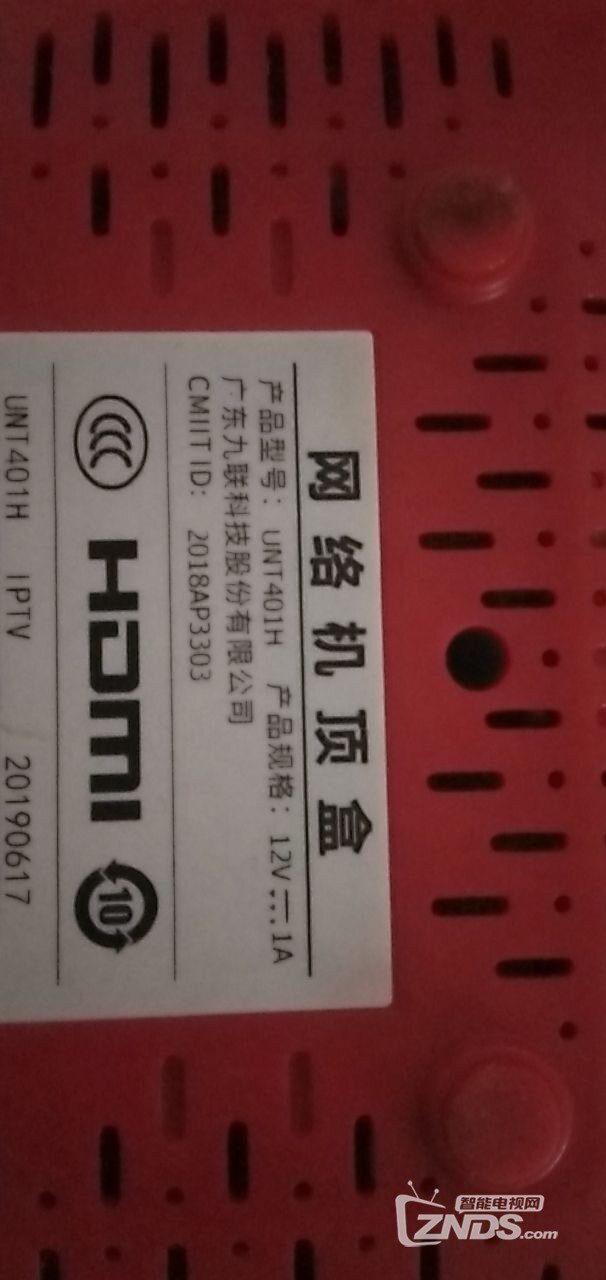 网络机顶盒
产品型号: UNT401H 产品规格: 12V⎓1A
广东九联科技股份有限公司
CMIIT ID: 2018AP3303
HDMI 10
UNT401H IPTV 20190617
智能电视网
ZNDS.com